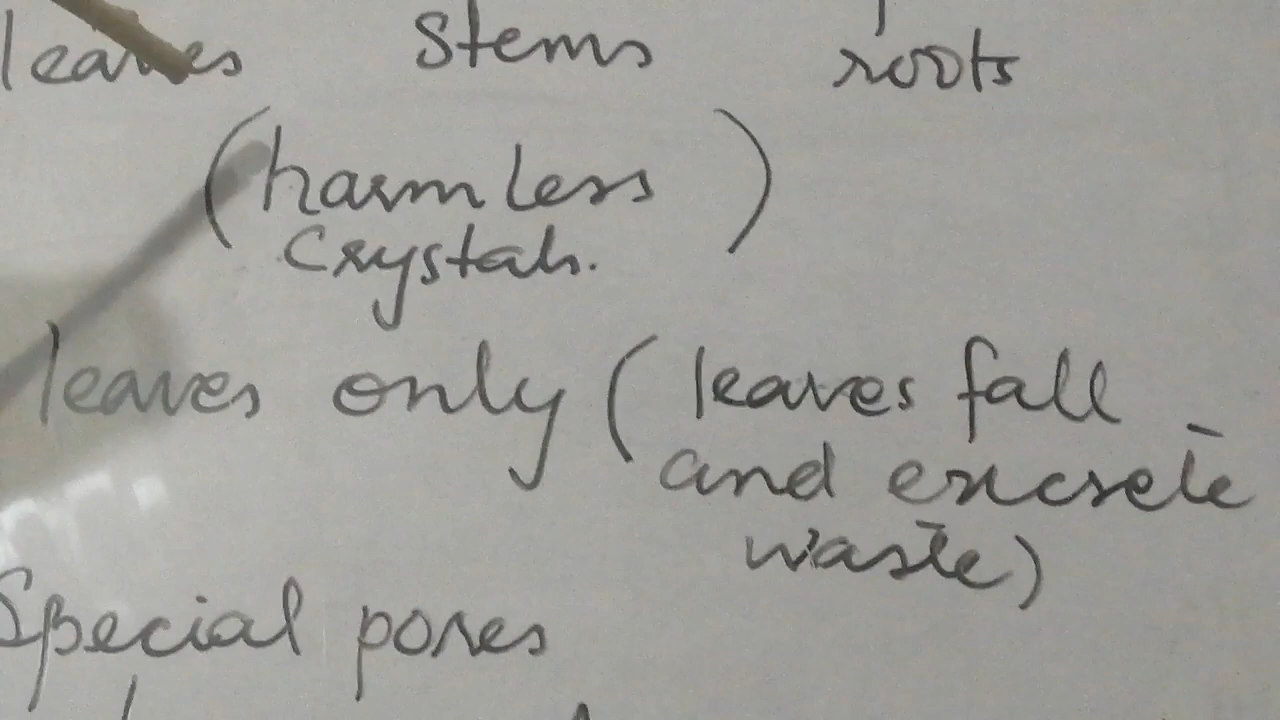 leaves stems roots
(harmless )
crystals.
leaves only (leaves fall
and excrete
waste)
Special pores